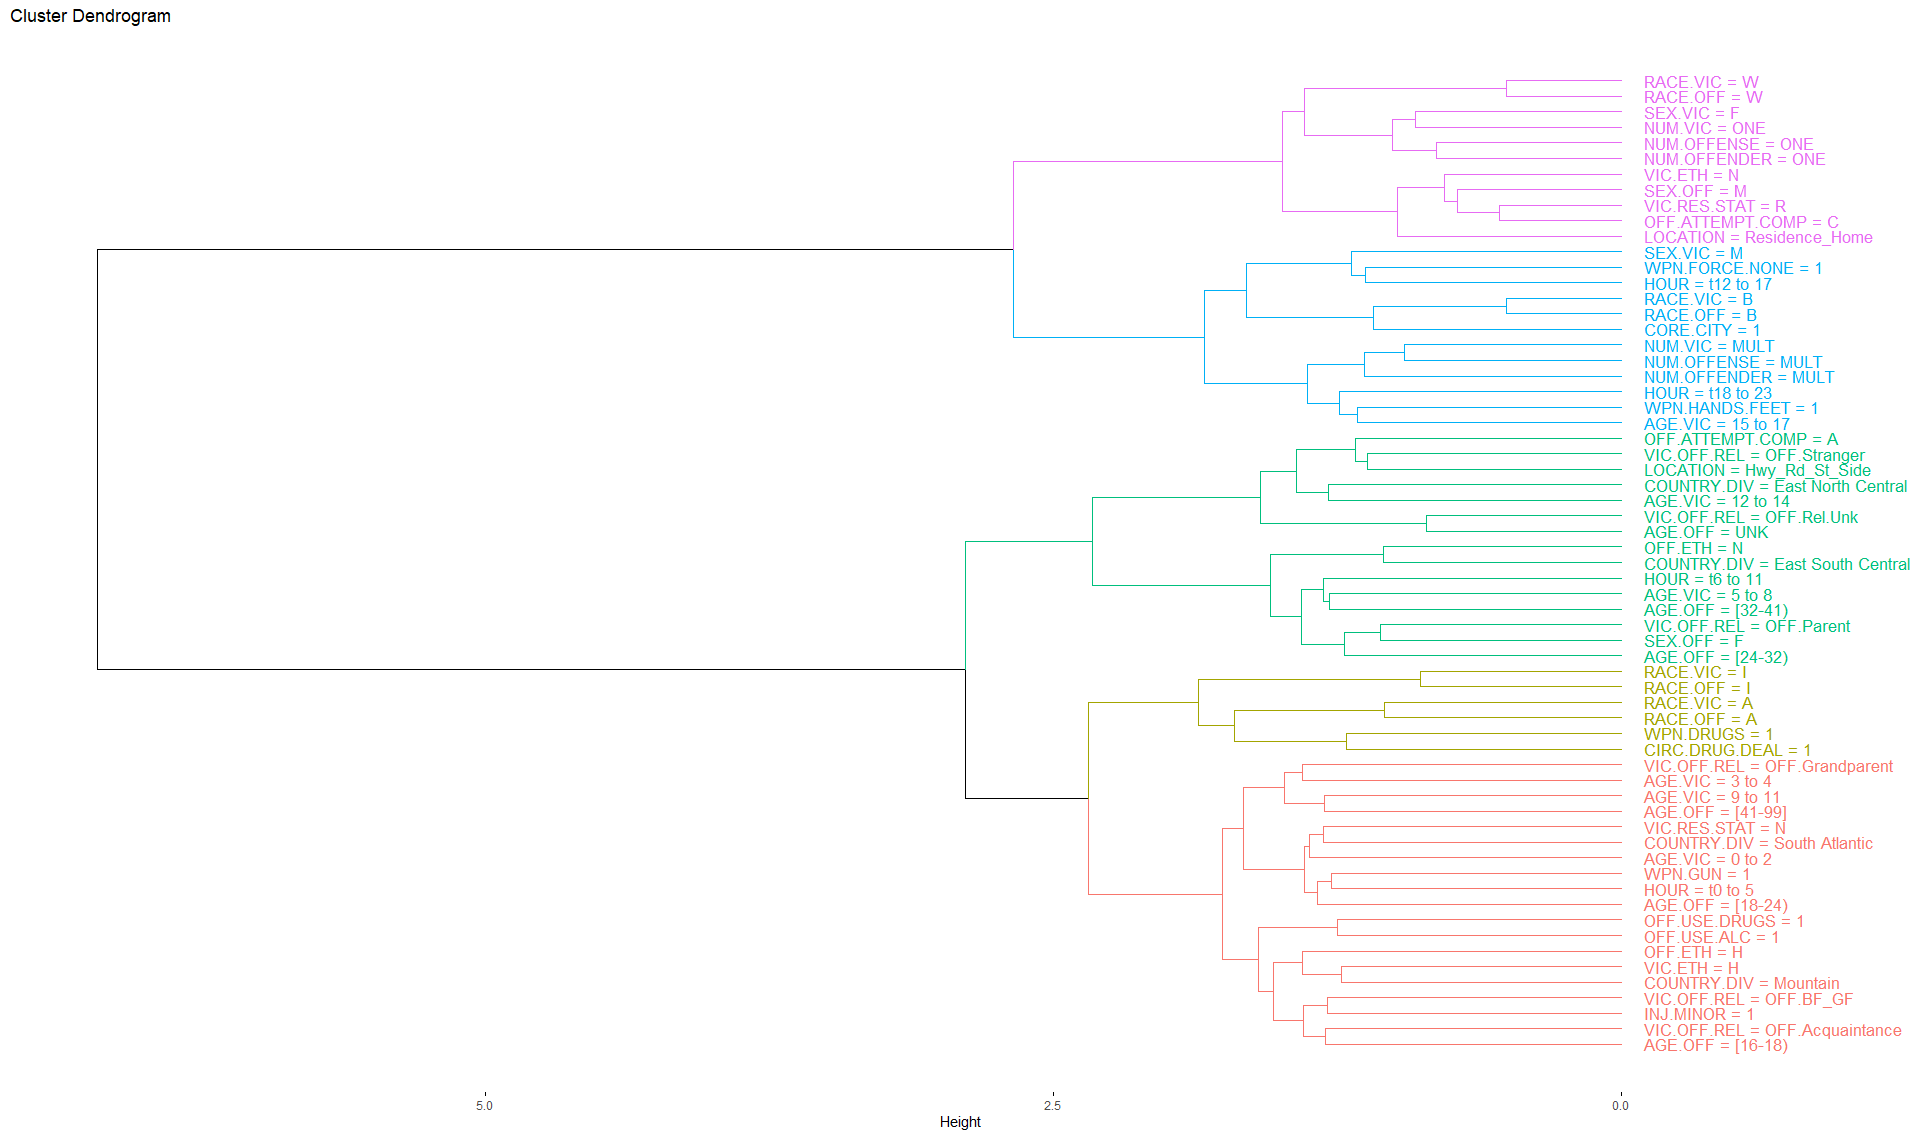 Cluster Dendrogram
RACE.VIC = W
RACE.OFF = W
SEX.VIC = F
NUM.VIC = ONE
NUM.OFFENSE = ONE
NUM.OFFENDER = ONE
VIC.ETH = N
SEX.OFF = M
VIC.RES.STAT = R
OFF.ATTEMPT.COMP = C
LOCATION = Residence_Home
SEX.VIC = M
WPN.FORCE.NONE = 1
HOUR = t12 to 17
RACE.VIC = B
RACE.OFF = B
CORE.CITY = 1
NUM.VIC = MULT
NUM.OFFENSE = MULT
NUM.OFFENDER = MULT
HOUR = t18 to 23
WPN.HANDS.FEET = 1
AGE.VIC = 15 to 17
OFF.ATTEMPT.COMP = A
VIC.OFF.REL = OFF.Stranger
LOCATION = Hwy_Rd_St_Side
COUNTRY.DIV = East North Central
AGE.VIC = 12 to 14
VIC.OFF.REL = OFF.Rel.Unk
AGE.OFF = UNK
OFF.ETH = N
COUNTRY.DIV = East South Central
HOUR = t6 to 11
AGE.VIC = 5 to 8
AGE.OFF = [32-41)
VIC.OFF.REL = OFF.Parent
SEX.OFF = F
AGE.OFF = [24-32)
RACE.VIC = I
RACE.OFF = I
RACE.VIC = A
RACE.OFF = A
WPN.DRUGS = 1
CIRC.DRUG.DEAL = 1
VIC.OFF.REL = OFF.Grandparent
AGE.VIC = 3 to 4
AGE.VIC = 9 to 11
AGE.OFF = [41-99]
VIC.RES.STAT = N
COUNTRY.DIV = South Atlantic
AGE.VIC = 0 to 2
WPN.GUN = 1
HOUR = t0 to 5
AGE.OFF = [18-24)
OFF.USE.DRUGS = 1
OFF.USE.ALC = 1
OFF.ETH = H
VIC.ETH = H
COUNTRY.DIV = Mountain
VIC.OFF.REL = OFF.BF_GF
INJ.MINOR = 1
VIC.OFF.REL = OFF.Acquaintance
AGE.OFF = [16-18)
5.0 2.5 0.0
Height